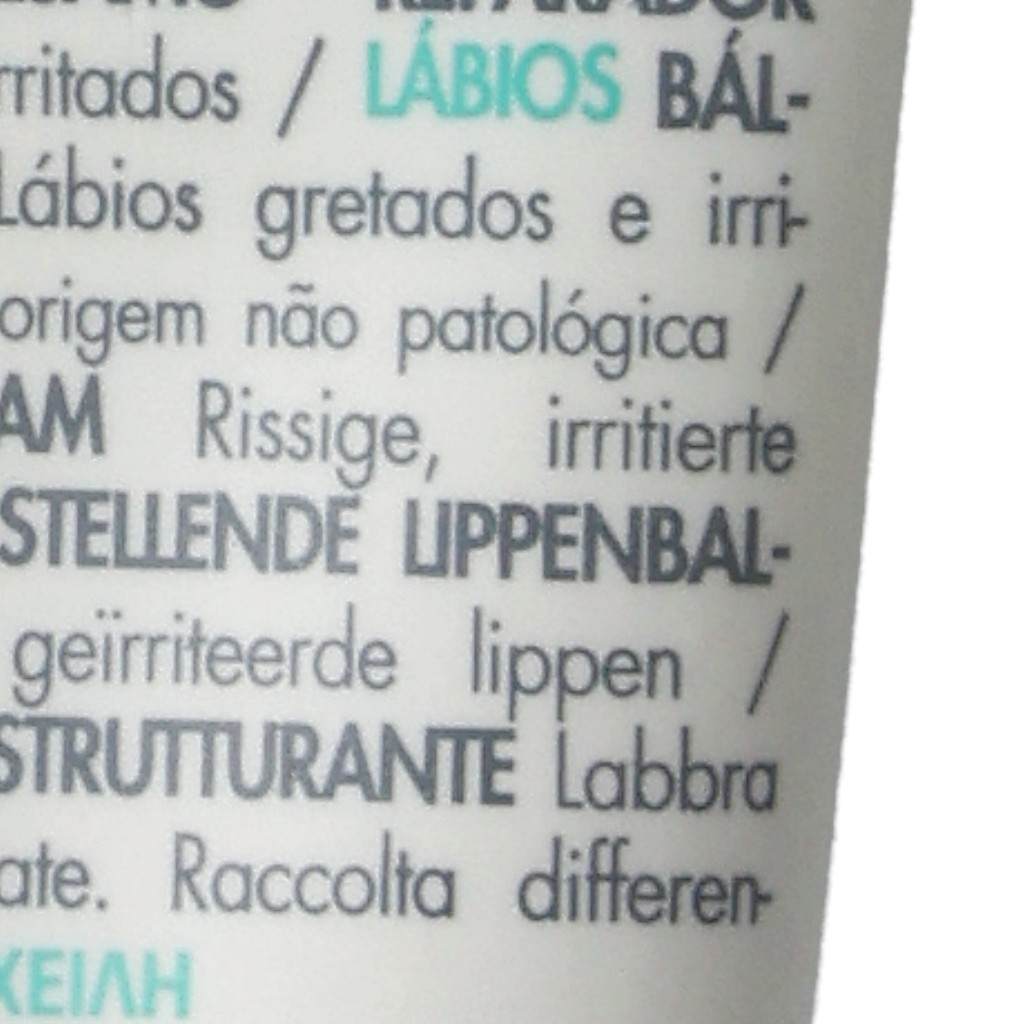 REPARADOR
rritados / LÁBIOS BÁL-
Lábios gretados e irri-
origem não patológica /
AM Rissige, irritierte
STELLENDE LIPPENBAL-
geïrriteerde lippen /
STRUTTURANTE Labbra
ate. Raccolta differen-
ΧΕΙΛΗ